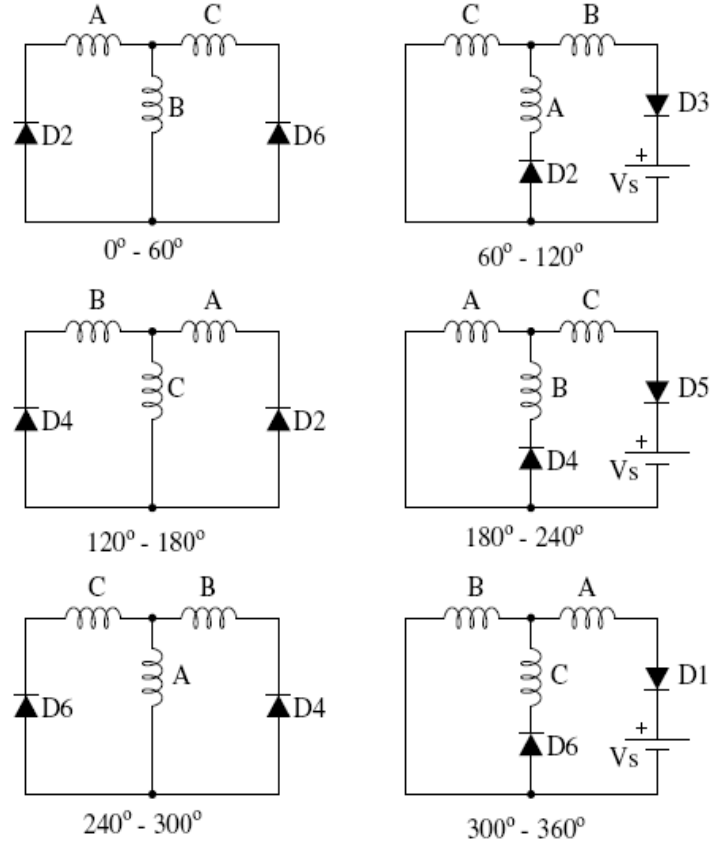 A C
B
D2 D6
0° - 60°
C B
A
D3
D2
+
Vs
60° - 120°
B A
C
D4 D2
120° - 180°
A C
B
D5
D4
+
Vs
180° - 240°
C B
A
D6 D4
240° - 300°
B A
C
D1
D6
+
Vs
300° - 360°